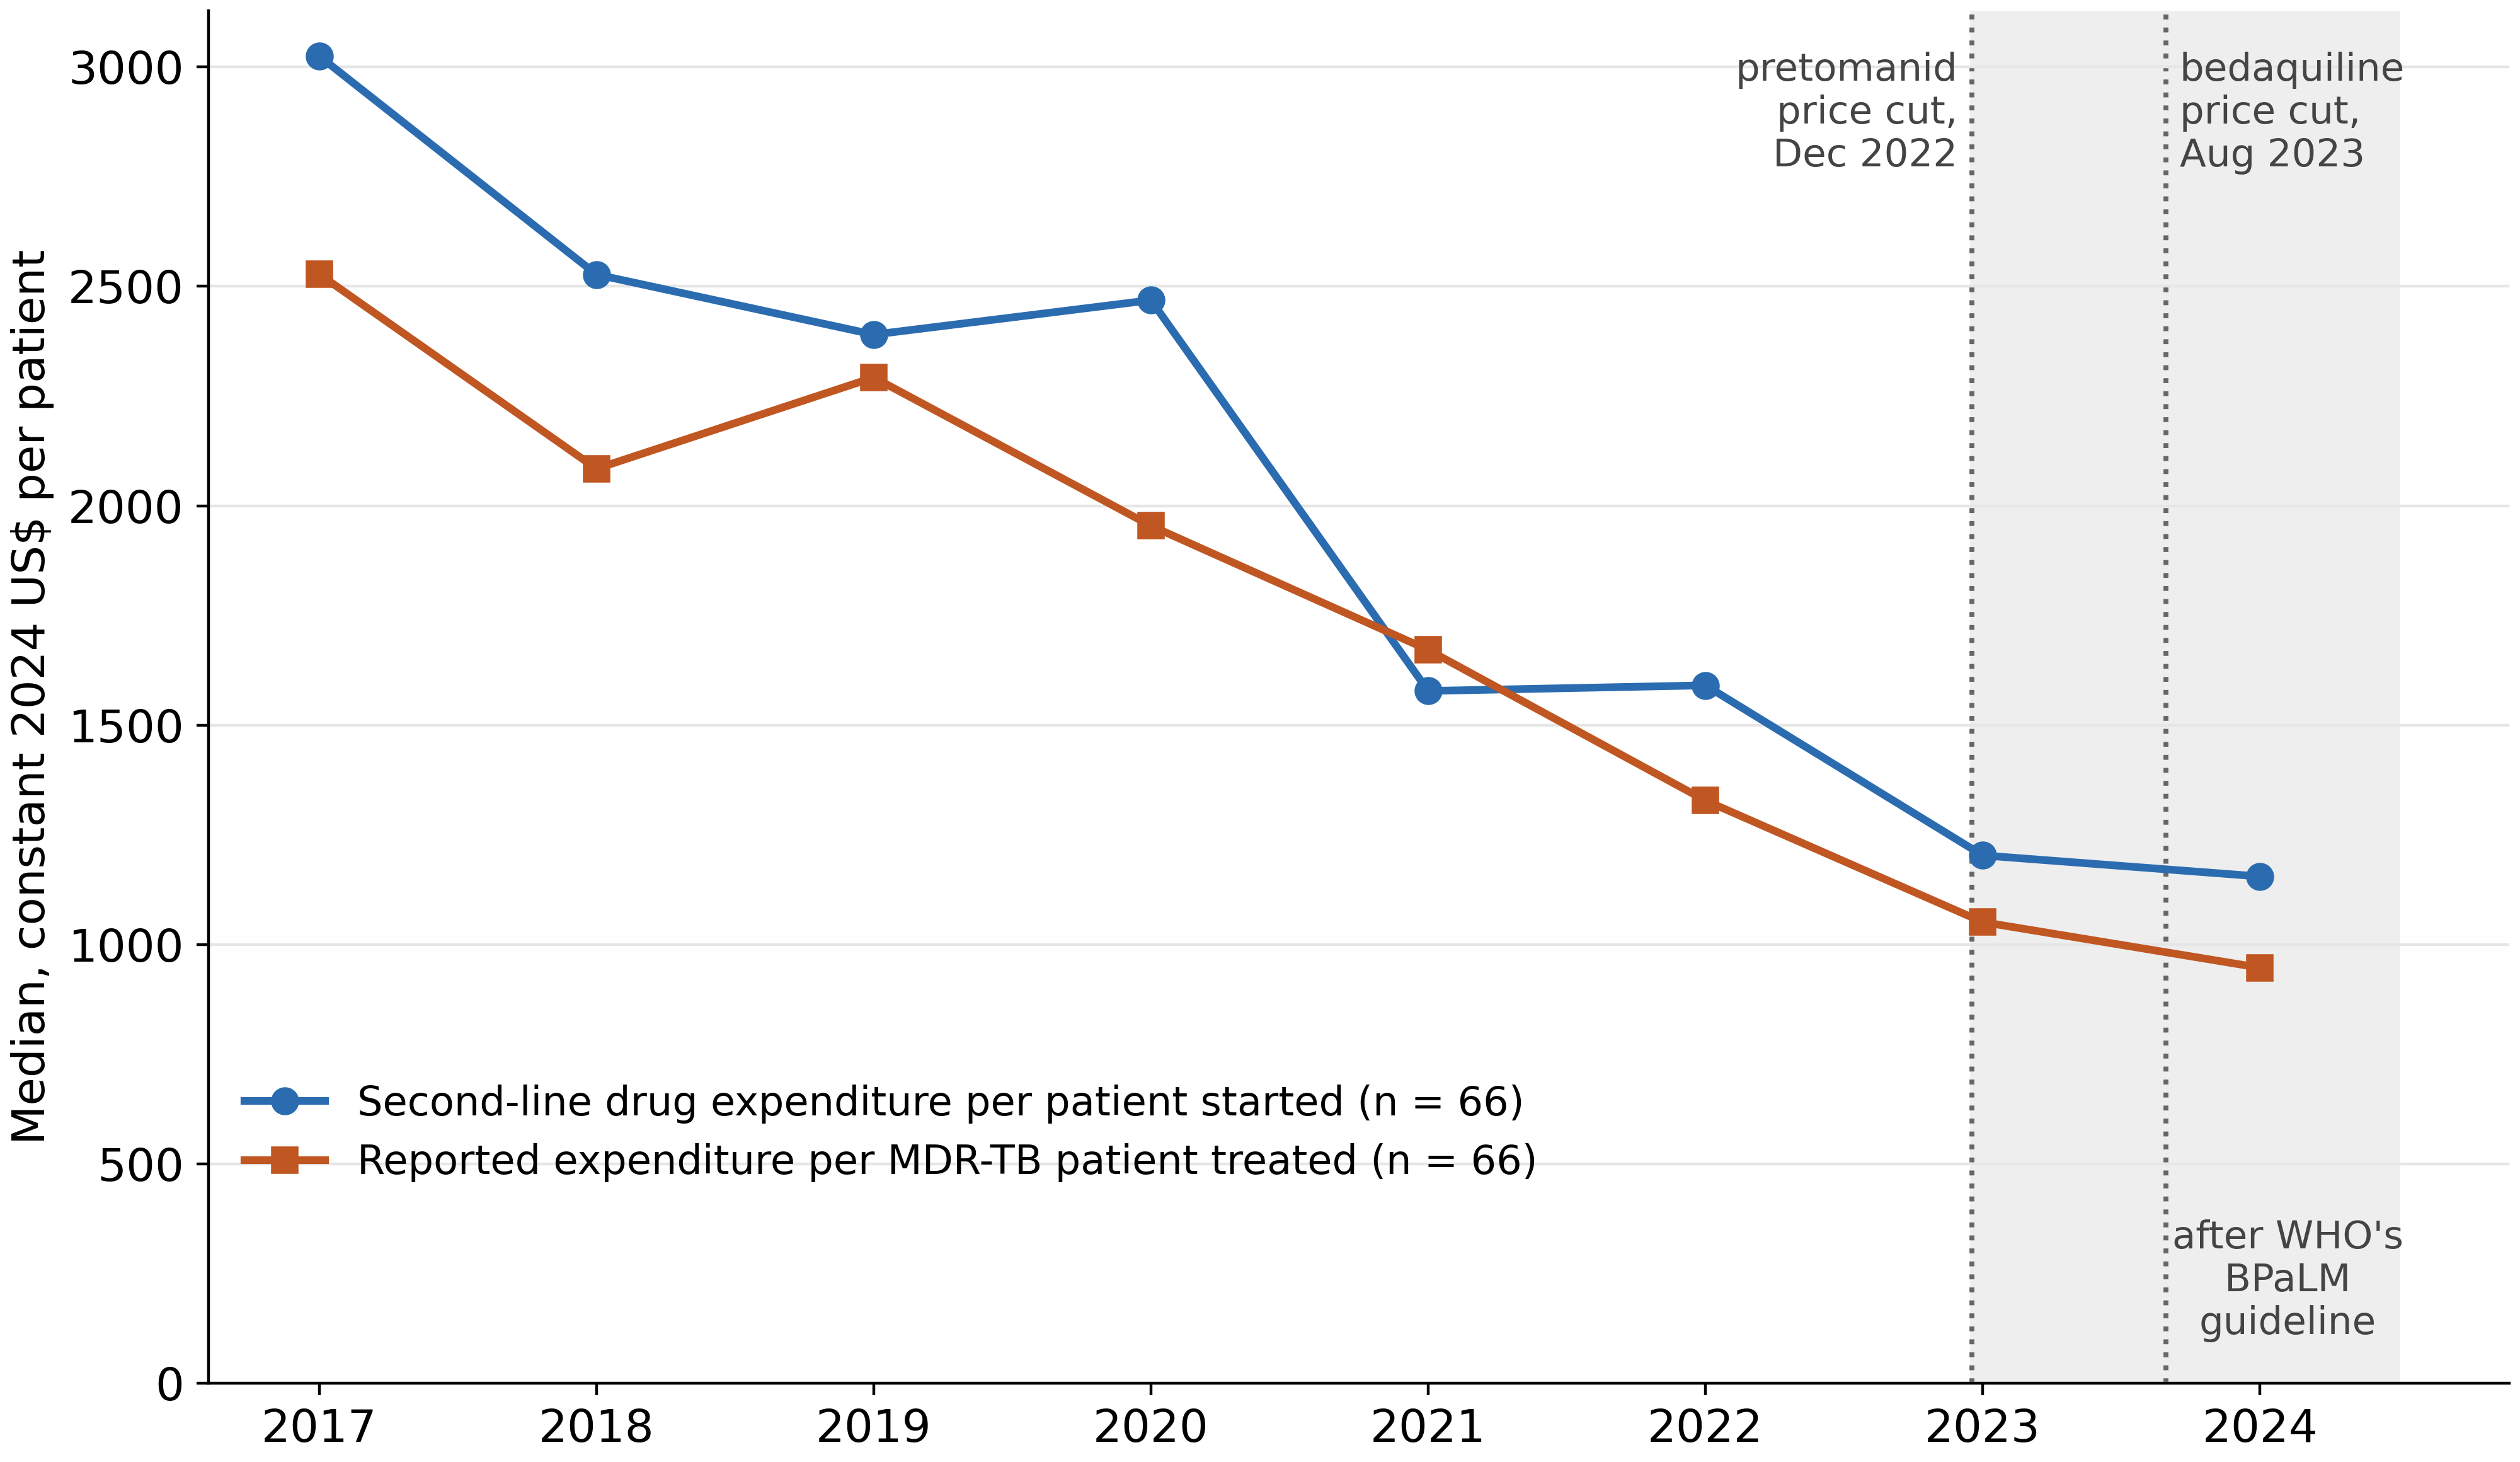 Median, constant 2024 US$ per patient
3000
2500
2000
1500
1000
500
0
pretomanid
price cut,
Dec 2022
bedaquiline
price cut,
Aug 2023
Second-line drug expenditure per patient started (n = 66)
Reported expenditure per MDR-TB patient treated (n = 66)
after WHO's
BPaLM
guideline
2017 2018 2019 2020 2021 2022 2023 2024